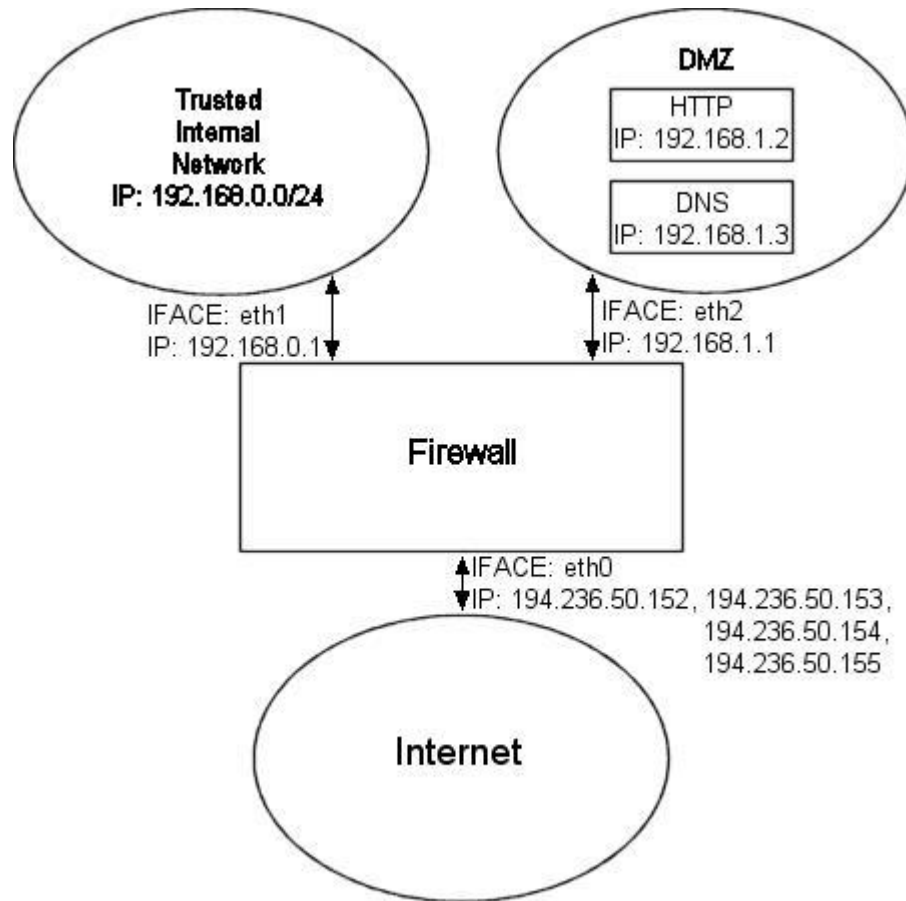 Trusted
Internal
Network
IP: 192.168.0.0/24
DMZ
HTTP
IP: 192.168.1.2
DNS
IP: 192.168.1.3
IFACE: eth1
IP: 192.168.0.1
IFACE: eth2
IP: 192.168.1.1
Firewall
IFACE: eth0
IP: 194.236.50.152, 194.236.50.153,
194.236.50.154,
194.236.50.155
Internet